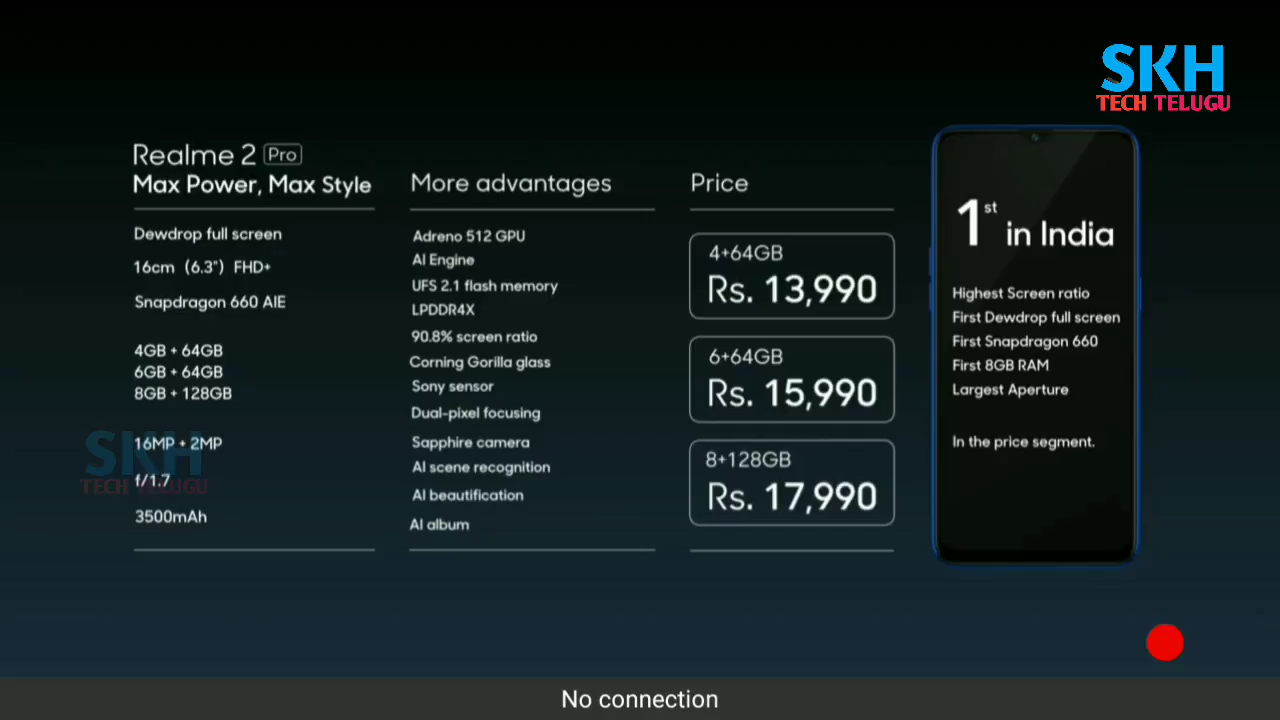 SKH
TECH TELUGU
Realme 2 Pro
Max Power, Max Style
Dewdrop full screen
16cm (6.3") FHD+
Snapdragon 660 AIE
4GB + 64GB
6GB + 64GB
8GB + 128GB
16MP + 2MP
f/1.7
3500mAh
SKH
TECH TELUGU
More advantages
Adreno 512 GPU
AI Engine
UFS 2.1 flash memory
LPDDR4X
90.8% screen ratio
Corning Gorilla glass
Sony sensor
Dual-pixel focusing
Sapphire camera
AI scene recognition
AI beautification
AI album
Price
4+64GB
Rs. 13,990
6+64GB
Rs. 15,990
8+128GB
Rs. 17,990
1st in India
Highest Screen ratio
First Dewdrop full screen
First Snapdragon 660
First 8GB RAM
Largest Aperture
In the price segment.
No connection